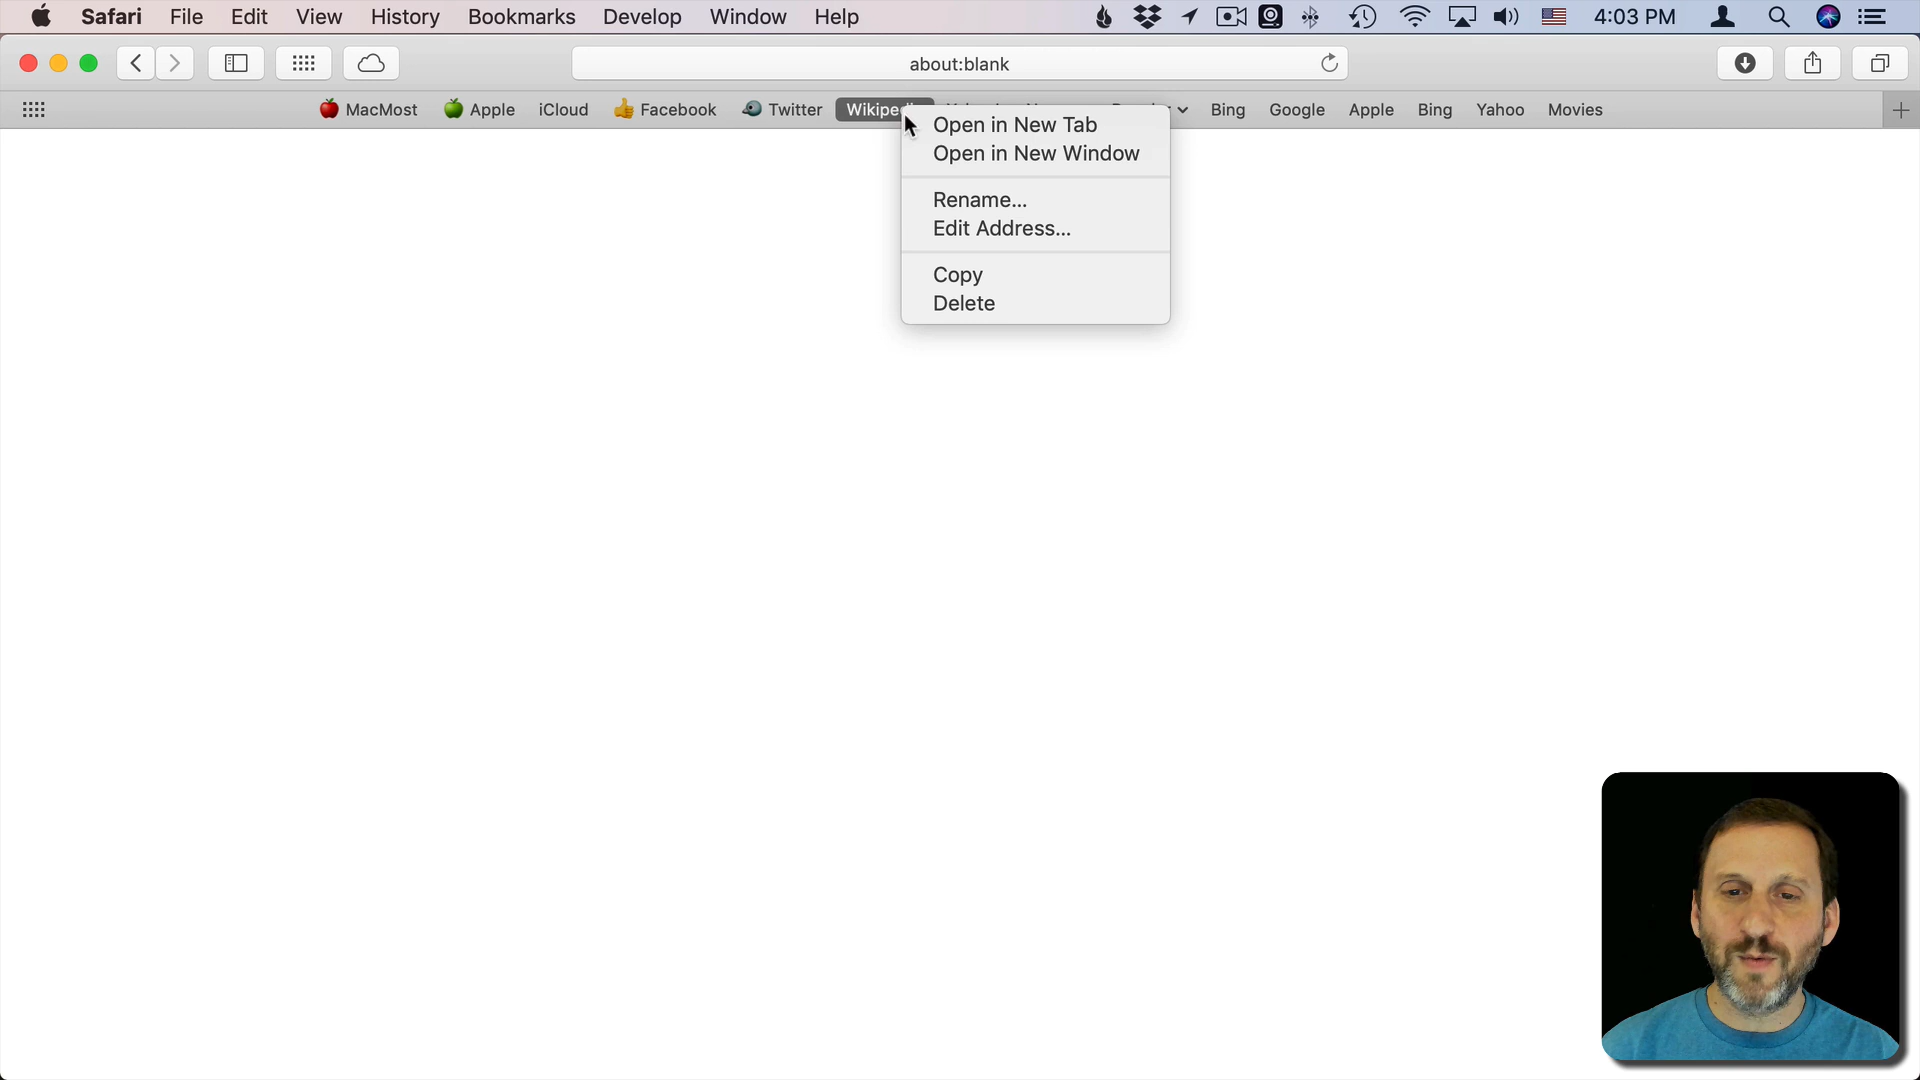 Safari File Edit View History Bookmarks Develop Window Help 4:03 PM
about:blank
MacMost Apple iCloud Facebook Twitter Bing Google Apple Bing Yahoo Movies
Open in New Tab
Open in New Window
Rename...
Edit Address...
Copy
Delete